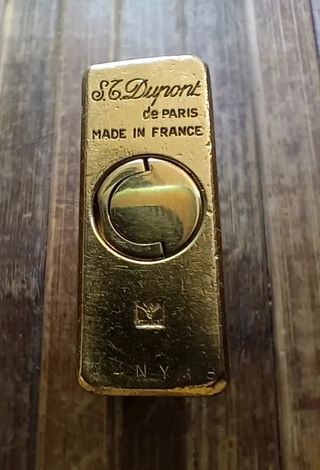 S.T.Dupont
de PARIS
MADE IN FRANCE